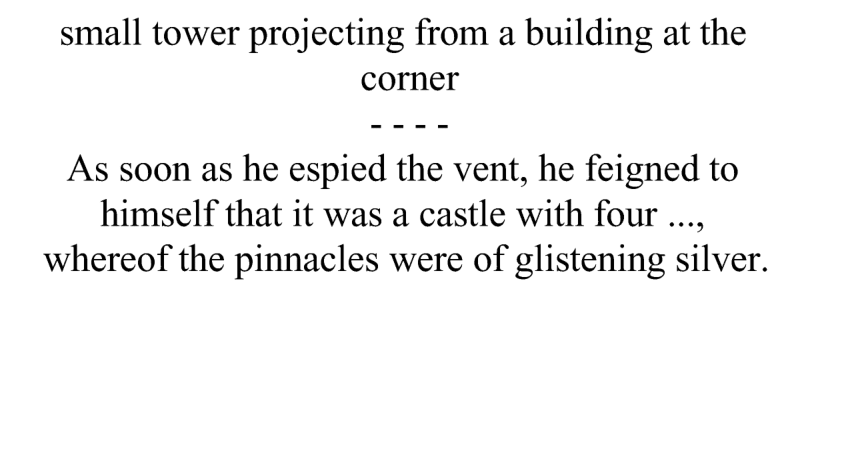 small tower projecting from a building at the
corner
- - - -
As soon as he espied the vent, he feigned to
himself that it was a castle with four ...,
whereof the pinnacles were of glistening silver.